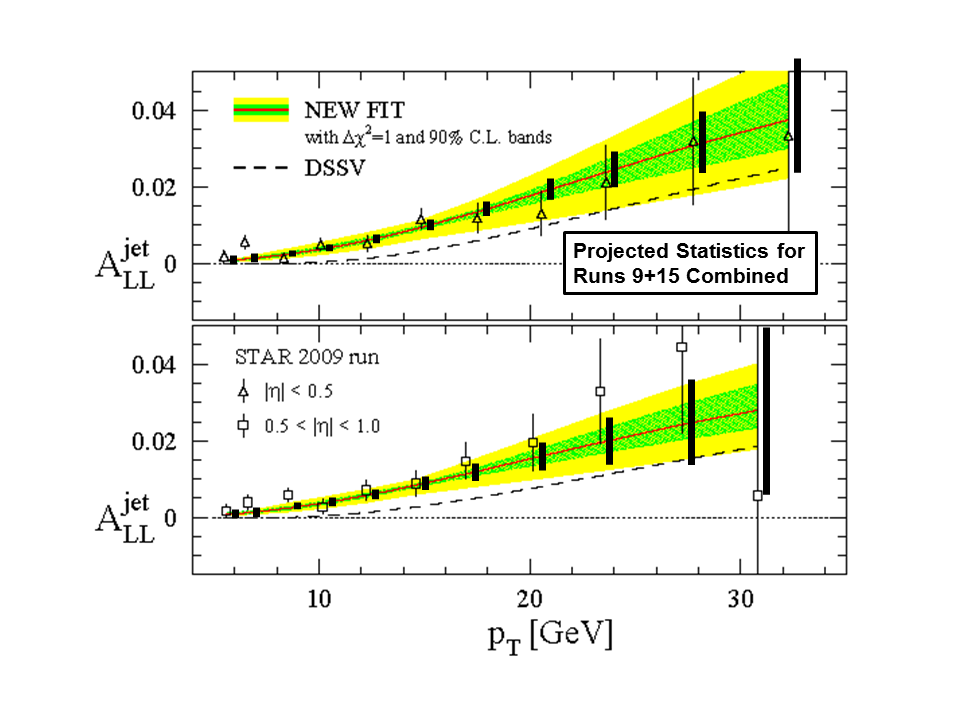 0.04
NEW FIT
with Δχ²=1 and 90% C.L. bands
DSSV
0.02
A_LL^jet
0
Projected Statistics for
Runs 9+15 Combined
0.04
STAR 2009 run
|η| < 0.5
0.5 < |η| < 1.0
0.02
A_LL^jet
0
10 20 30
p_T [GeV]